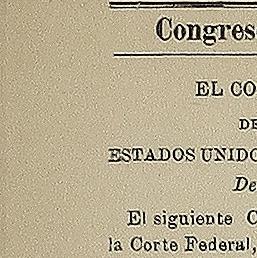 Congres
EL CO
DE
ESTADOS UNIDO
De
El siguiente C
la Corte Federal,